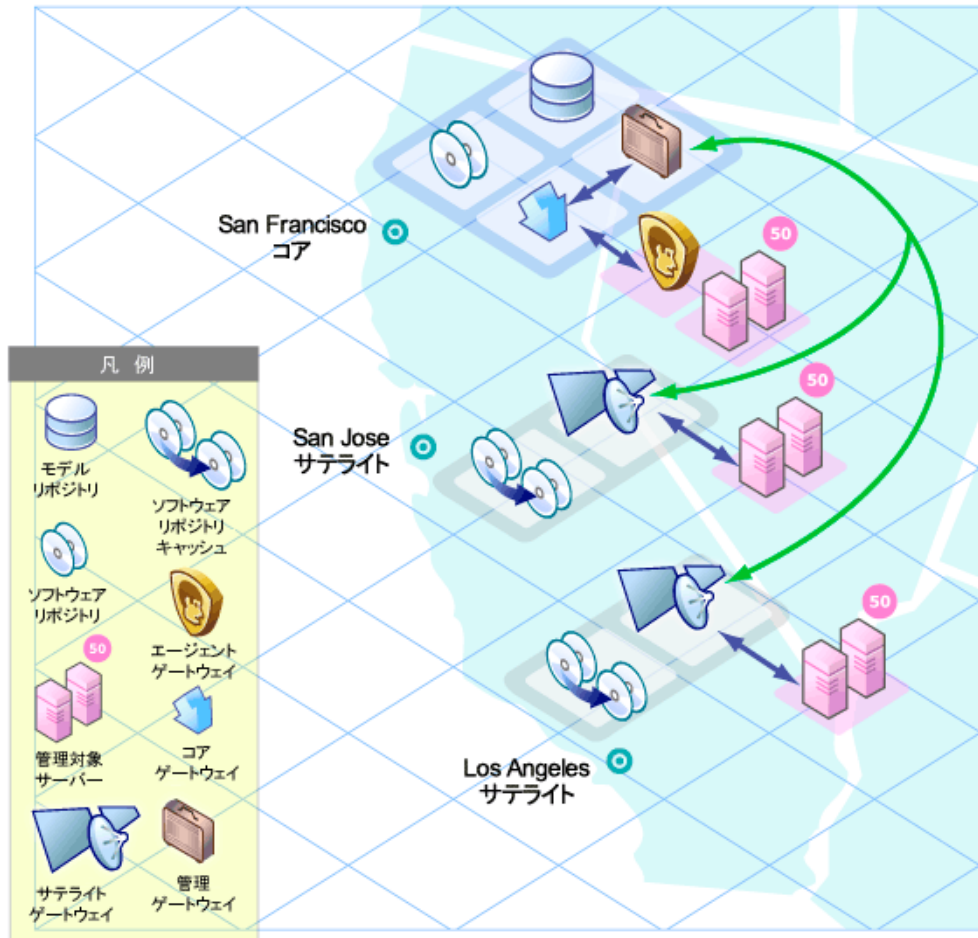 50
San Francisco
コア
50
San Jose
サテライト
50
Los Angeles
サテライト
凡 例
モデル
リポジトリ
ソフトウェア
リポジトリ
キャッシュ
ソフトウェア
リポジトリ
エージェント
ゲートウェイ
50
管理対象
サーバー
コア
ゲートウェイ
サテライト
ゲートウェイ
管理
ゲートウェイ